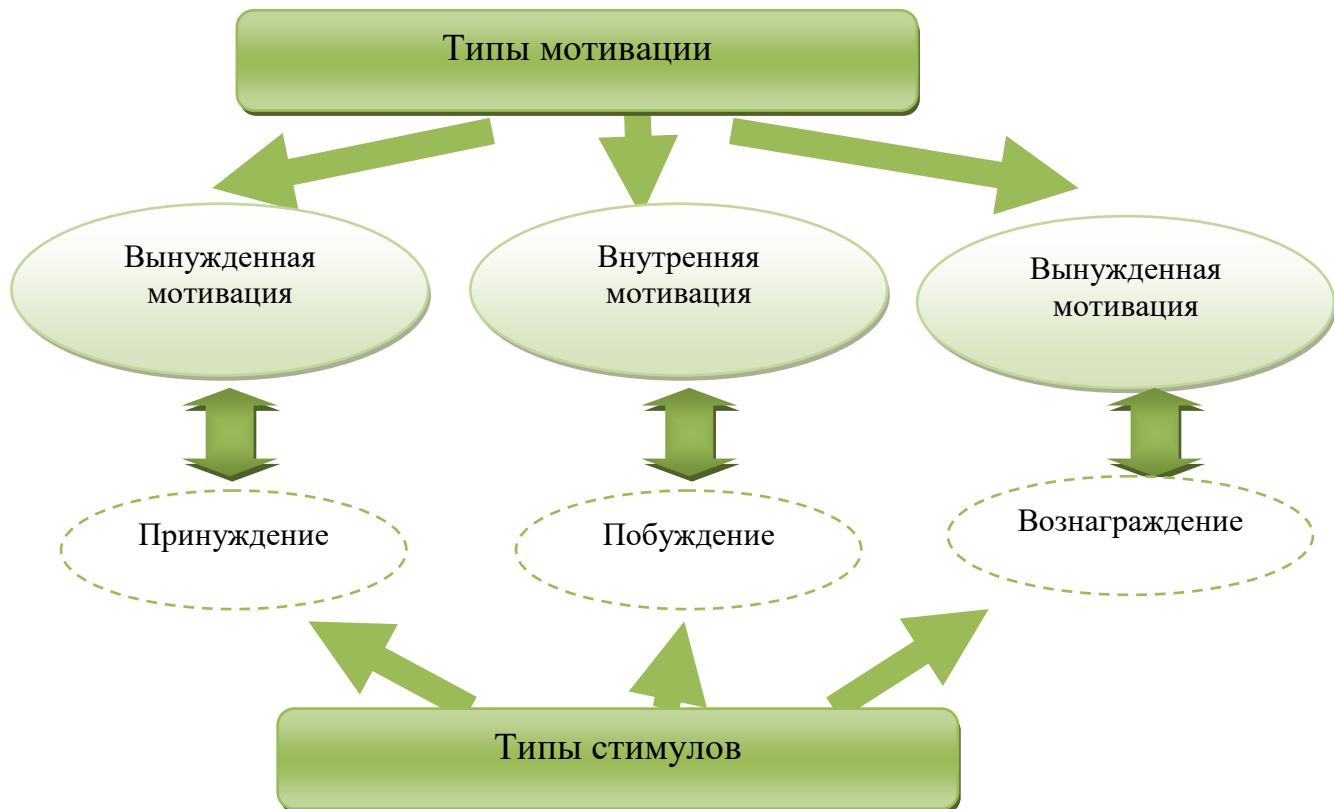 Типы мотивации
Вынужденная
мотивация
Внутренняя
мотивация
Вынужденная
мотивация
Принуждение
Побуждение
Вознаграждение
Типы стимулов